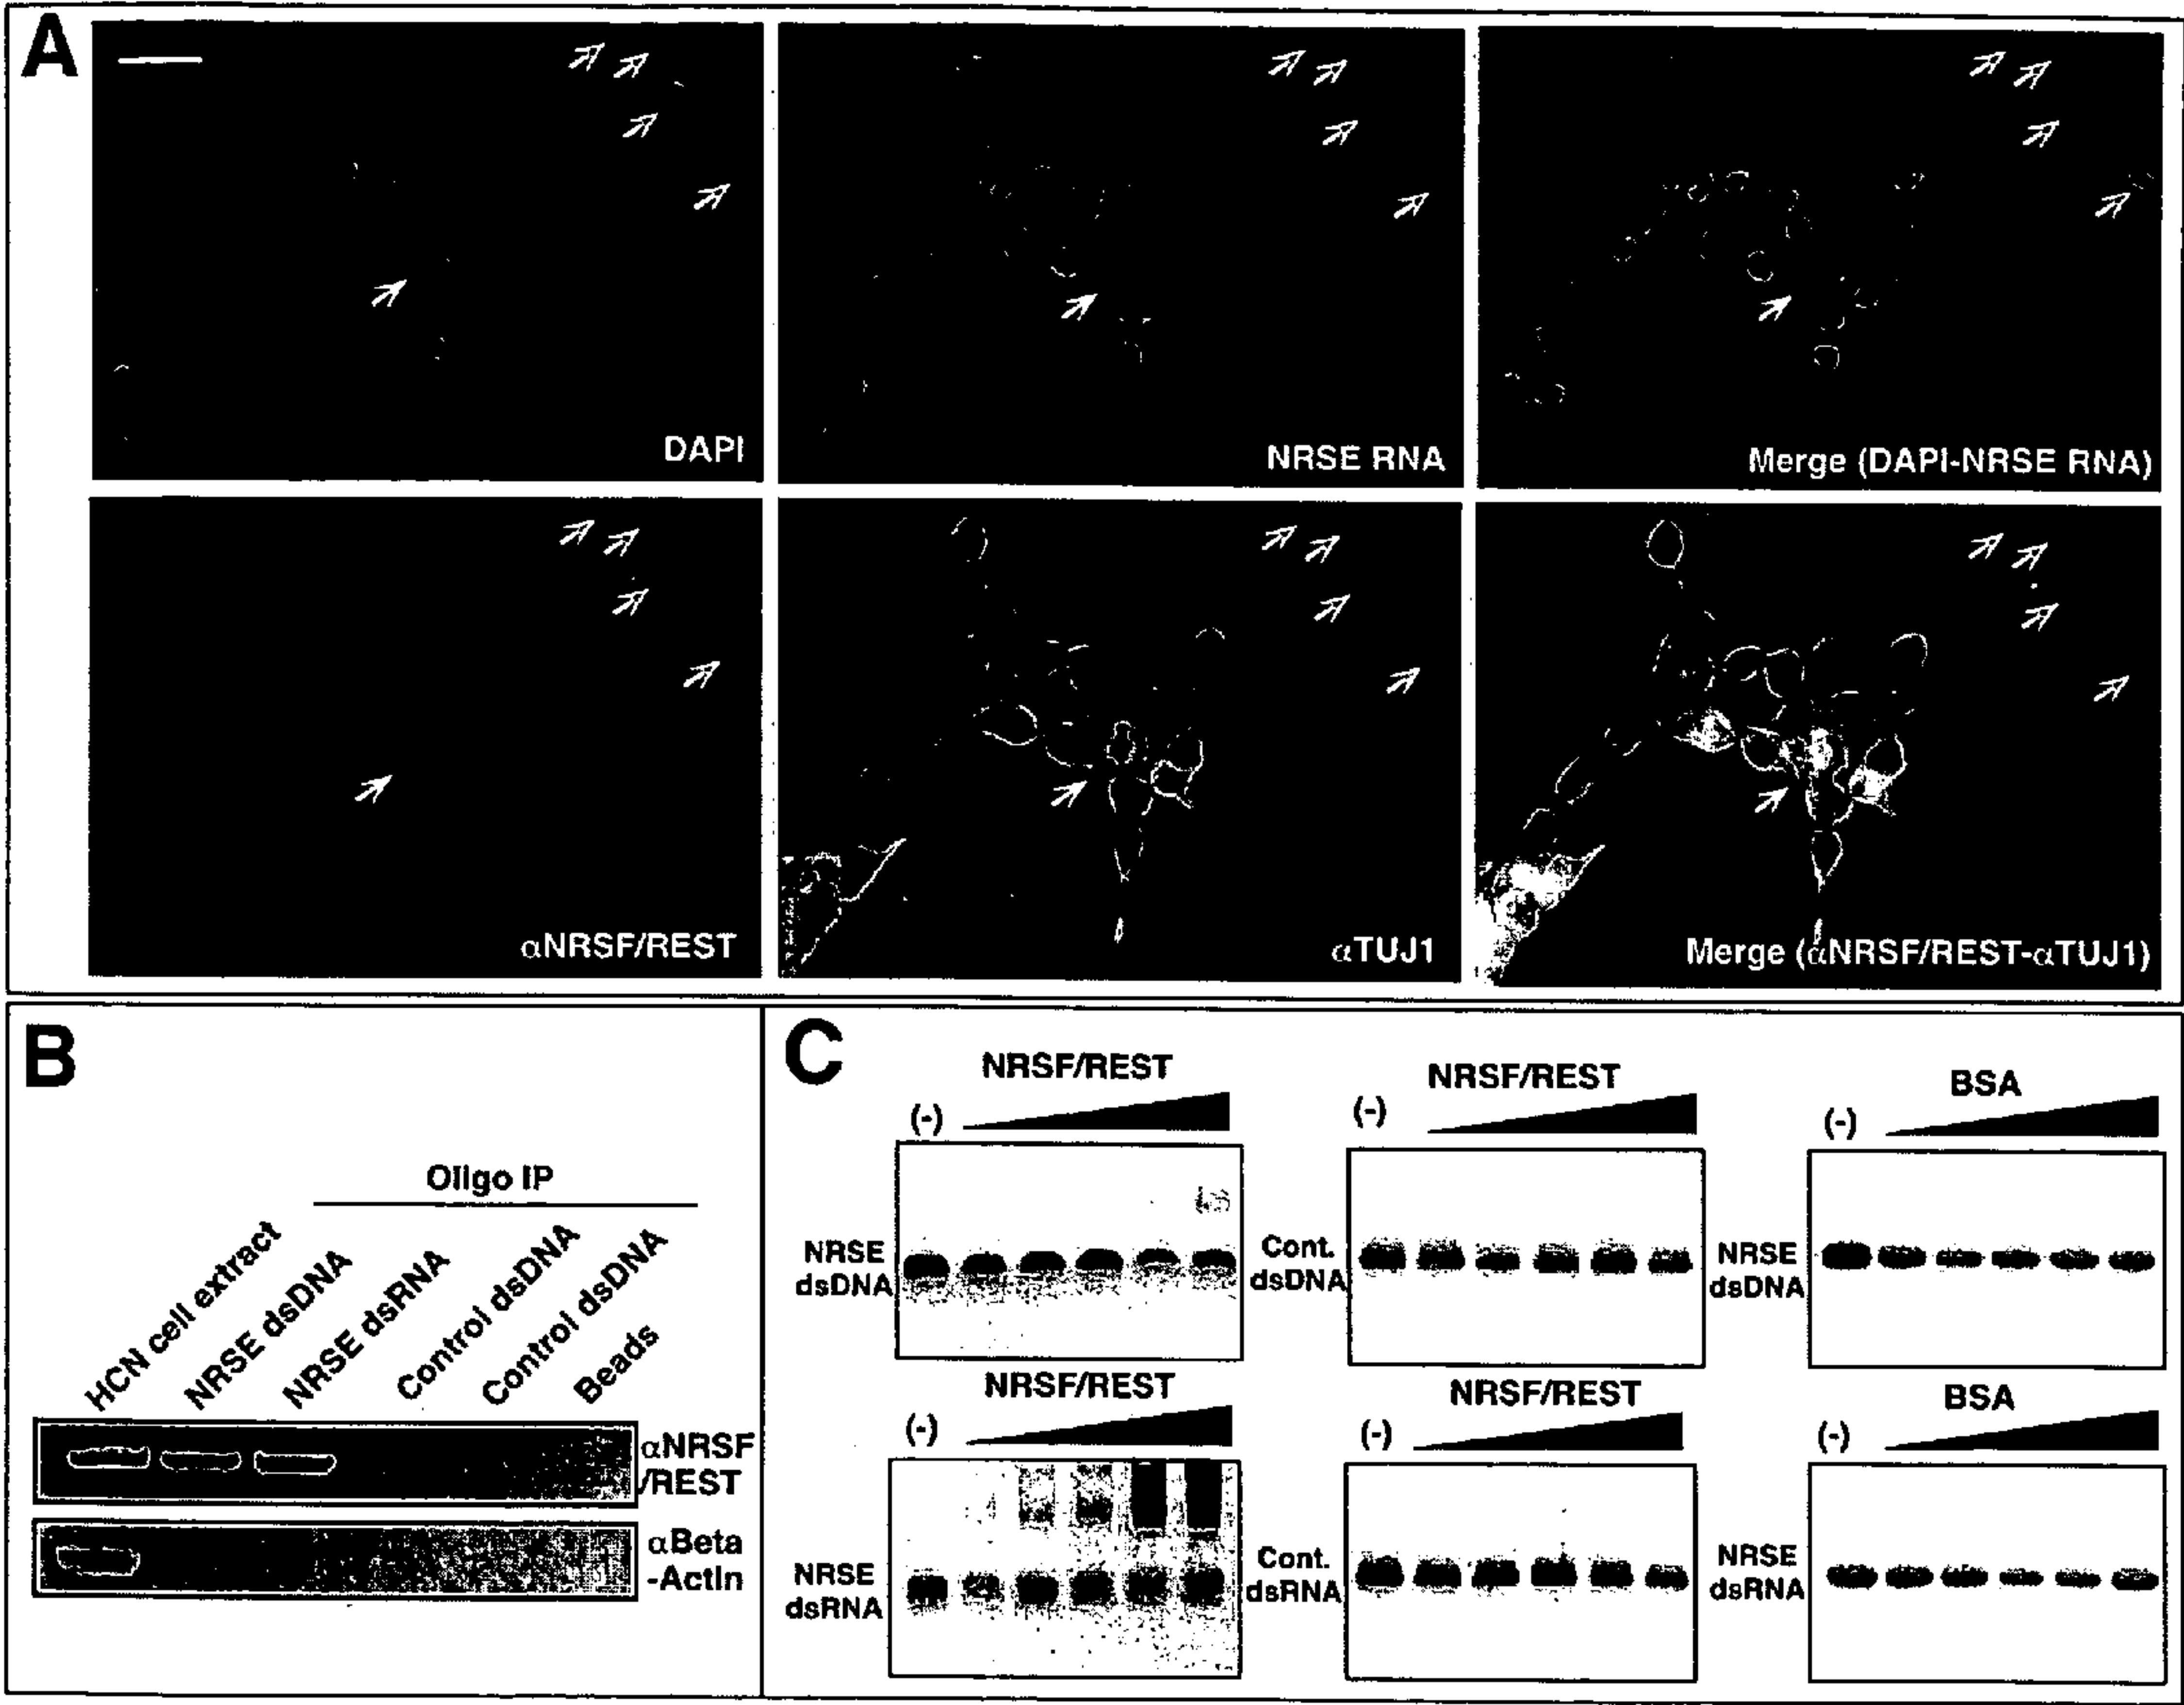 A
DAPI
NRSE RNA
Merge (DAPI-NRSE RNA)
αNRSF/REST
αTUJ1
Merge (αNRSF/REST-αTUJ1)
B
Oligo IP
HCN cell extract
NRSE dsDNA
NRSE dsRNA
Control dsDNA
Control dsDNA
Beads
αNRSF
/REST
αBeta
-Actin
C
NRSF/REST
(-)
NRSE
dsDNA
NRSF/REST
(-)
Cont.
dsDNA
BSA
(-)
NRSE
dsDNA
NRSF/REST
(-)
NRSE
dsRNA
NRSF/REST
(-)
Cont.
dsRNA
BSA
(-)
NRSE
dsRNA